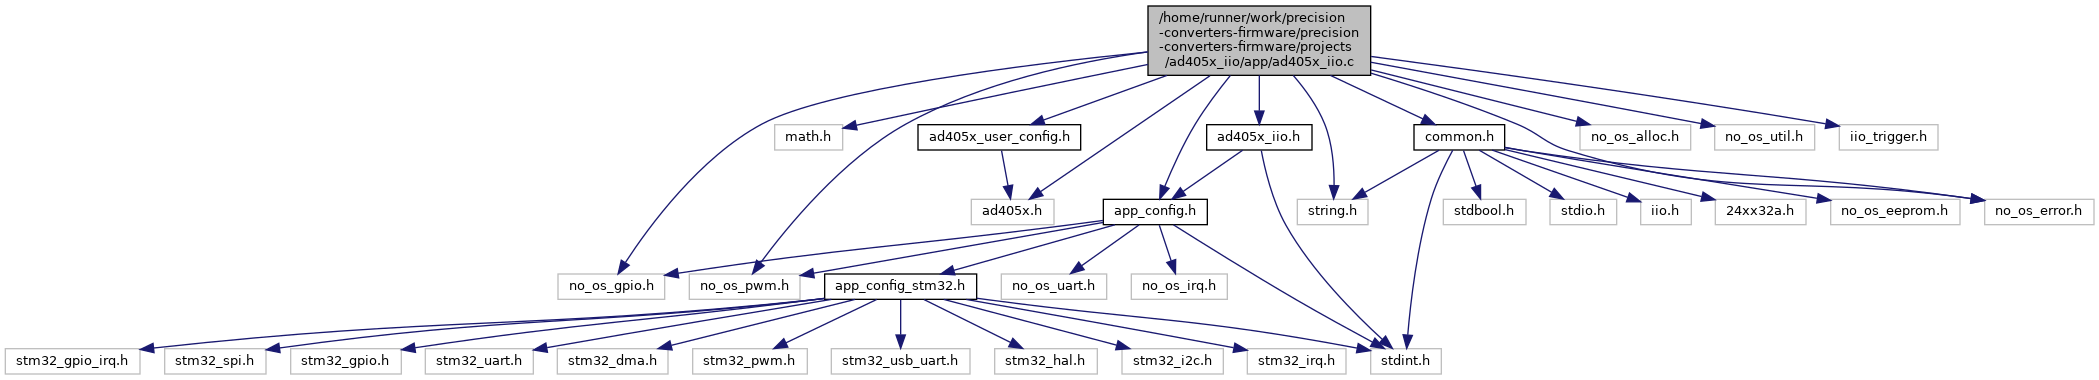 /home/runner/work/precision
-converters-firmware/precision
-converters-firmware/projects
/ad405x_iio/app/ad405x_iio.c
math.h
ad405x_user_config.h
ad405x_iio.h
common.h
no_os_alloc.h
no_os_util.h
iio_trigger.h
ad405x.h
app_config.h
string.h
stdbool.h
stdio.h
iio.h
24xx32a.h
no_os_eeprom.h
no_os_error.h
no_os_gpio.h
no_os_pwm.h
app_config_stm32.h
no_os_uart.h
no_os_irq.h
stm32_gpio_irq.h
stm32_spi.h
stm32_gpio.h
stm32_uart.h
stm32_dma.h
stm32_pwm.h
stm32_usb_uart.h
stm32_hal.h
stm32_i2c.h
stm32_irq.h
stdint.h